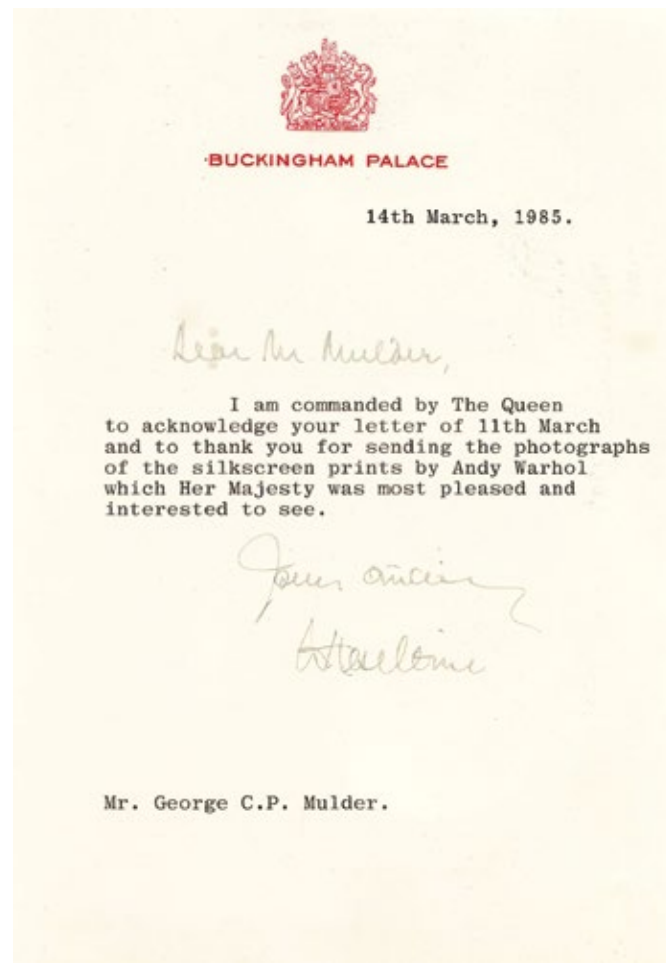 BUCKINGHAM PALACE
14th March, 1985.
Dear Mr Mulder,
I am commanded by The Queen
to acknowledge your letter of 11th March
and to thank you for sending the photographs
of the silkscreen prints by Andy Warhol
which Her Majesty was most pleased and
interested to see.
Yours sincerely
Mr. George C.P. Mulder.